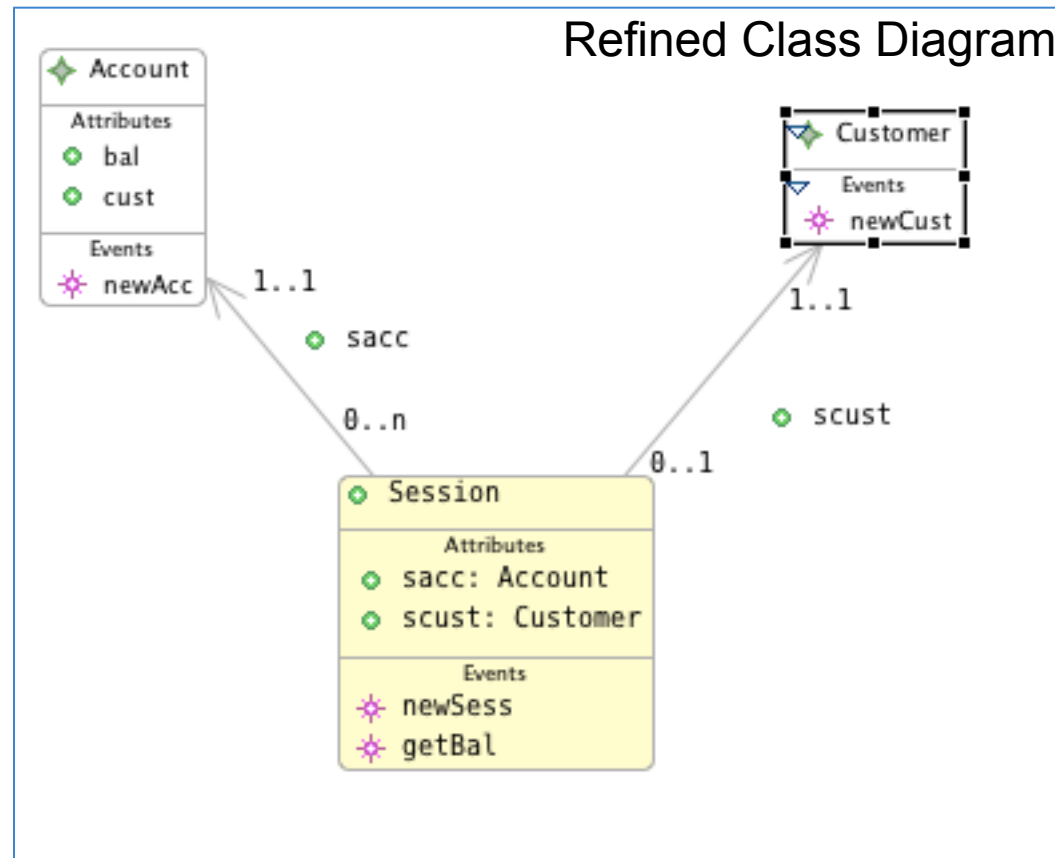 Refined Class Diagram
Account
Attributes
bal
cust
Events
newAcc
Customer
Events
newCust
1..1
sacc
0..n
1..1
scust
0..1
Session
Attributes
sacc: Account
scust: Customer
Events
newSess
getBal